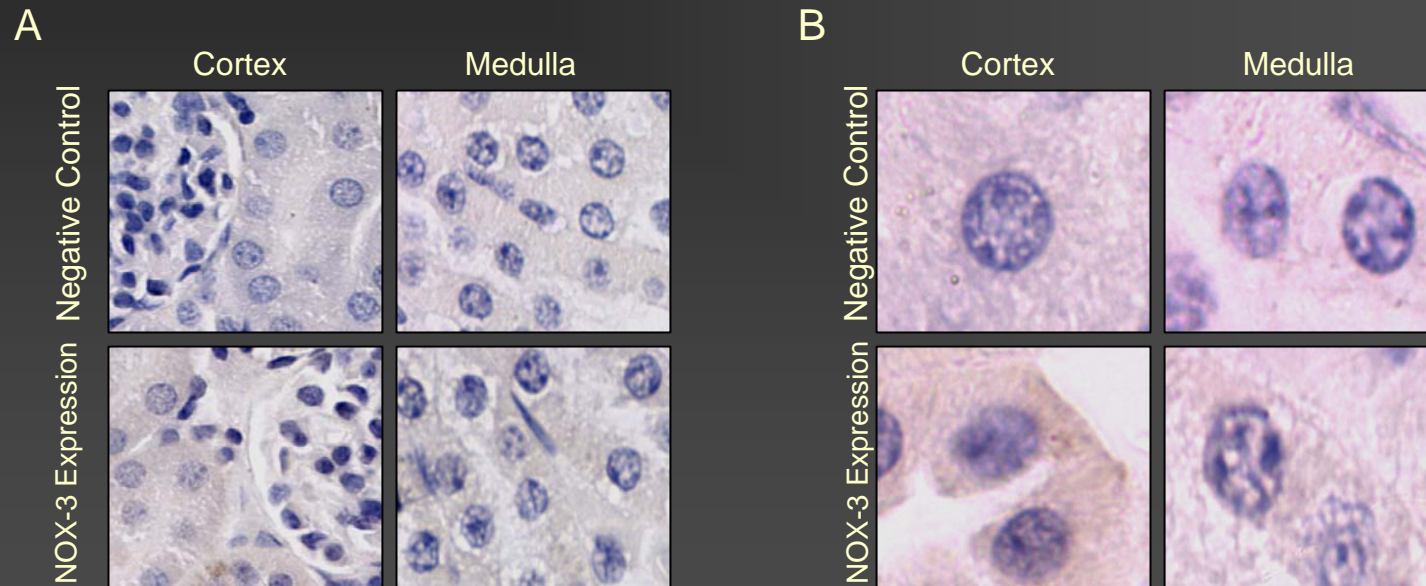 A
Cortex
Medulla
Negative Control
NOX-3 Expression
B
Cortex
Medulla
Negative Control
NOX-3 Expression